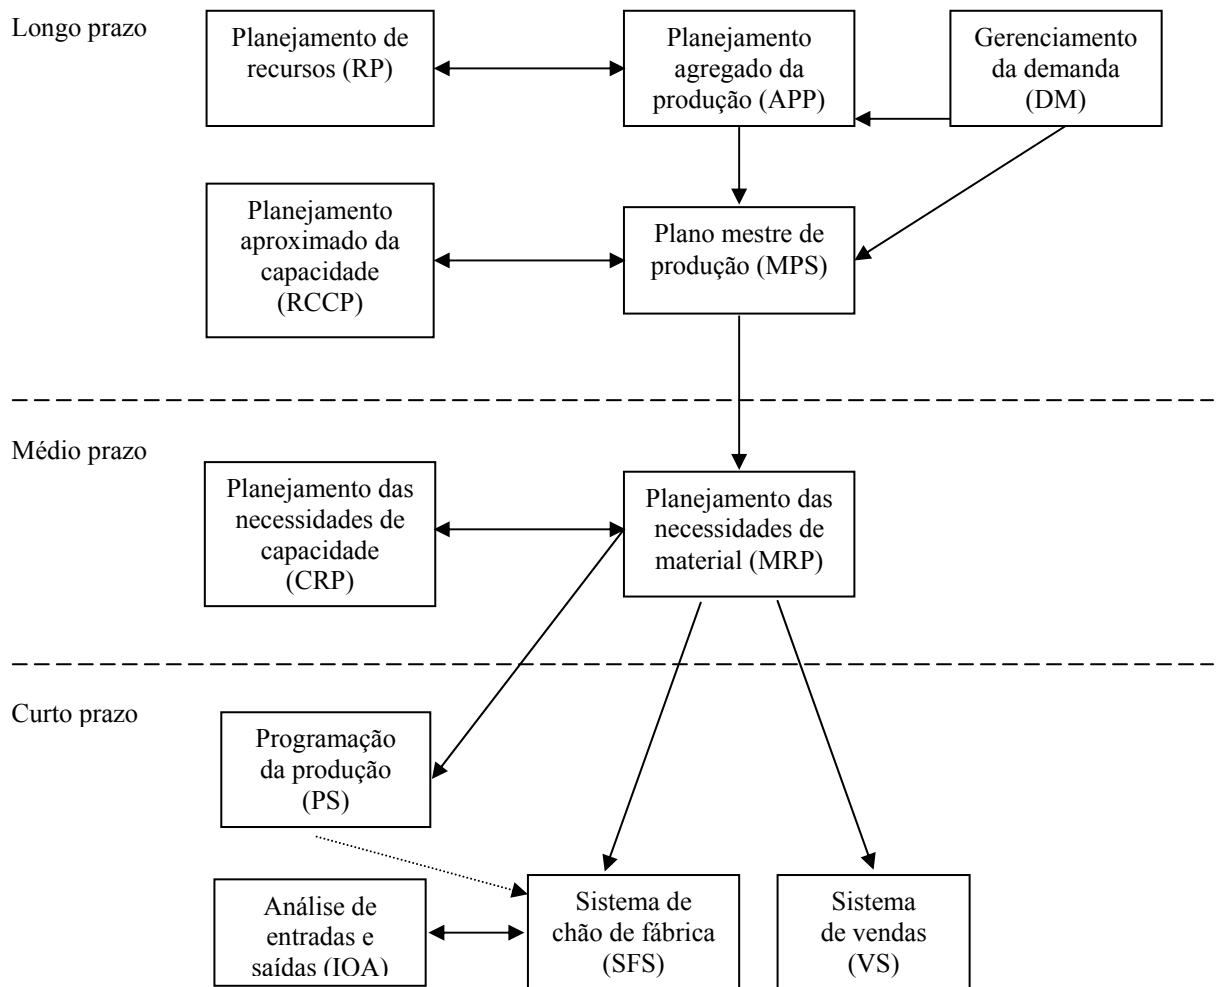 Longo prazo
Planejamento de
recursos (RP)
Planejamento
agregado da
produção (APP)
Gerenciamento
da demanda
(DM)
Planejamento
aproximado da
capacidade
(RCCP)
Plano mestre de
produção (MPS)
Médio prazo
Planejamento das
necessidades de
capacidade
(CRP)
Planejamento das
necessidades de
material (MRP)
Curto prazo
Programação
da produção
(PS)
Análise de
entradas e
saídas (IOA)
Sistema de
chão de fábrica
(SFS)
Sistema
de vendas
(VS)